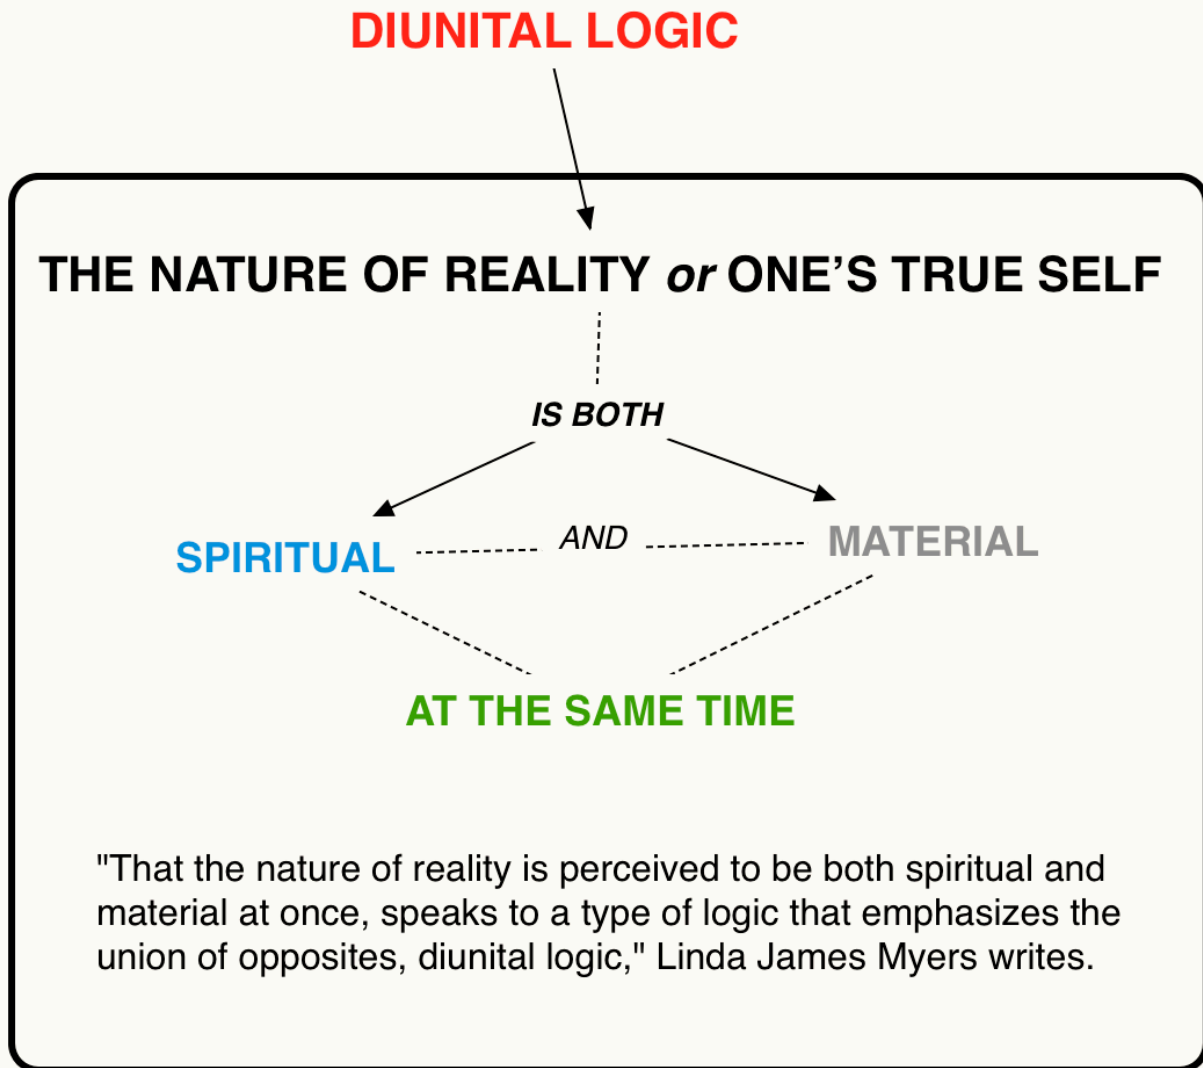 DIUNITAL LOGIC
THE NATURE OF REALITY or ONE’S TRUE SELF
IS BOTH
SPIRITUAL
AND
MATERIAL
AT THE SAME TIME
"That the nature of reality is perceived to be both spiritual and
material at once, speaks to a type of logic that emphasizes the
union of opposites, diunital logic," Linda James Myers writes.